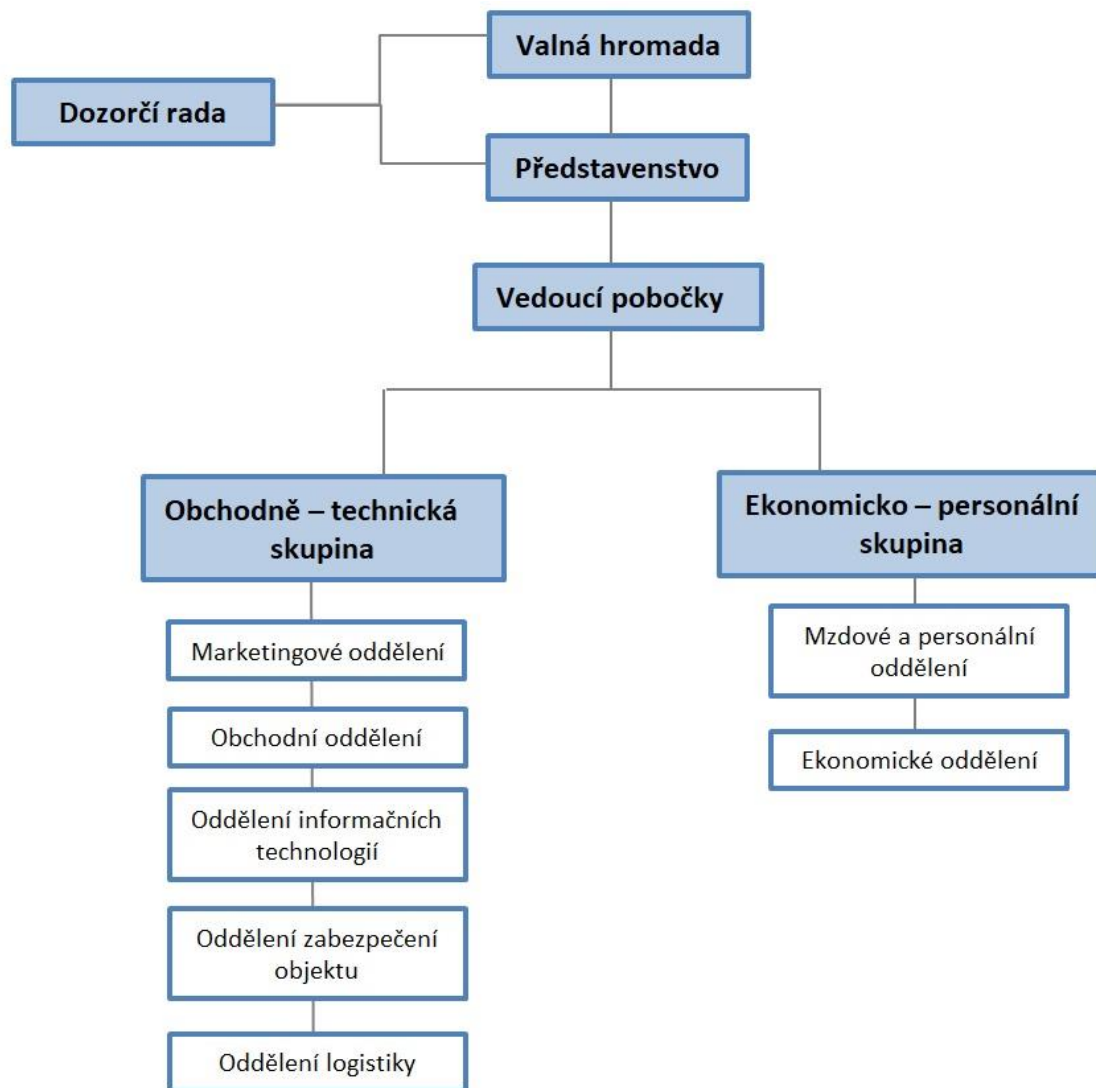 Valná hromada
Dozorčí rada
Představenstvo
Vedoucí pobočky
Obchodně – technická
skupina
Marketingové oddělení
Obchodní oddělení
Oddělení informačních
technologií
Oddělení zabezpečení
objektu
Oddělení logistiky
Ekonomicko – personální
skupina
Mzdové a personální
oddělení
Ekonomické oddělení